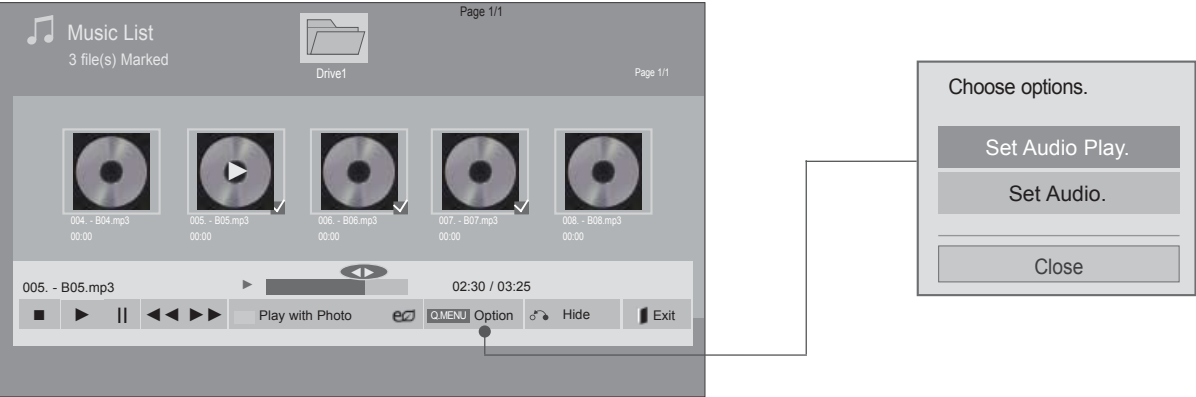 Page 1/1
Music List
3 file(s) Marked
Drive1
Page 1/1
004. - B04.mp3
00:00
005. - B05.mp3
00:00
006. - B06.mp3
00:00
007. - B07.mp3
00:00
008. - B08.mp3
00:00
005. - B05.mp3
02:30 / 03:25
Play with Photo
Q.MENU Option
Hide
Exit
Choose options.
Set Audio Play.
Set Audio.
Close